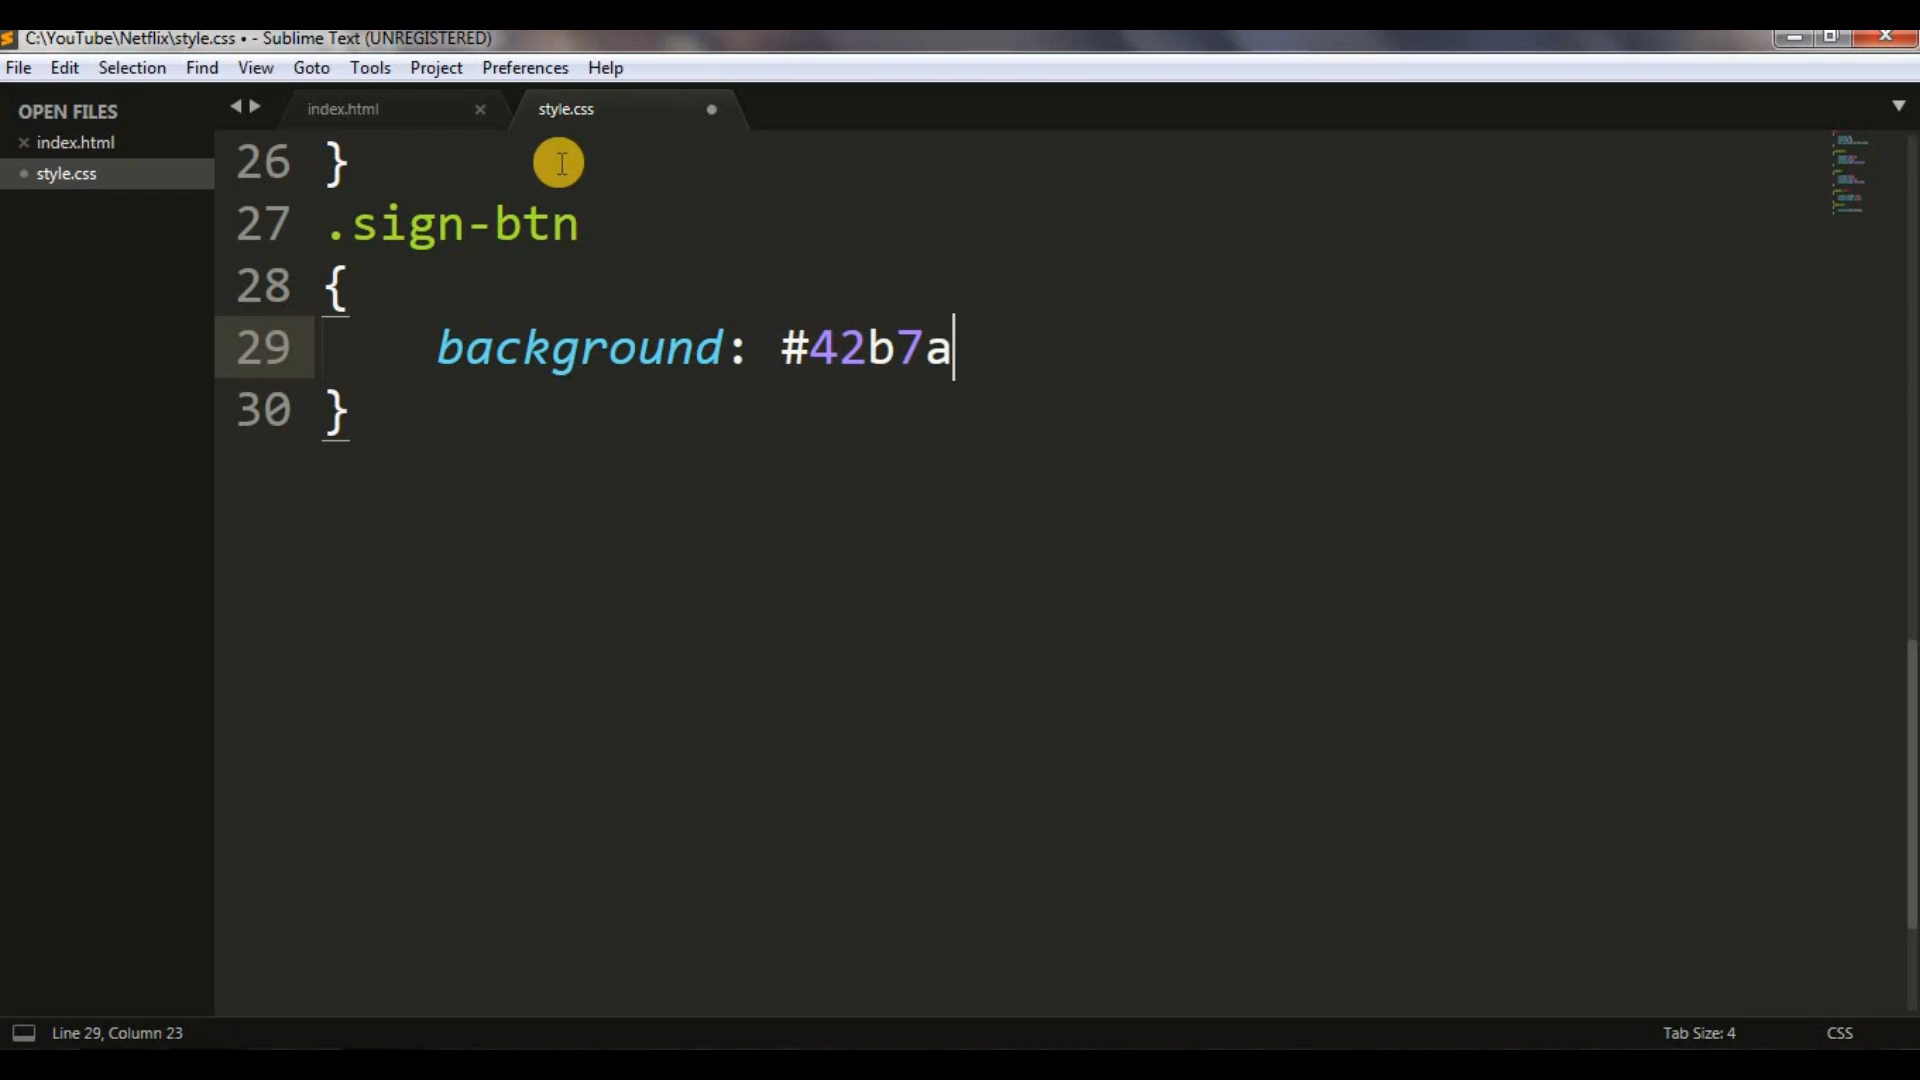 C:\YouTube\Netflix\style.css • - Sublime Text (UNREGISTERED)
File Edit Selection Find View Goto Tools Project Preferences Help
OPEN FILES
index.html
style.css
index.html
style.css
26 }
27 .sign-btn
28 {
29 background: #42b7a
30 }
Line 29, Column 23
Tab Size: 4
CSS